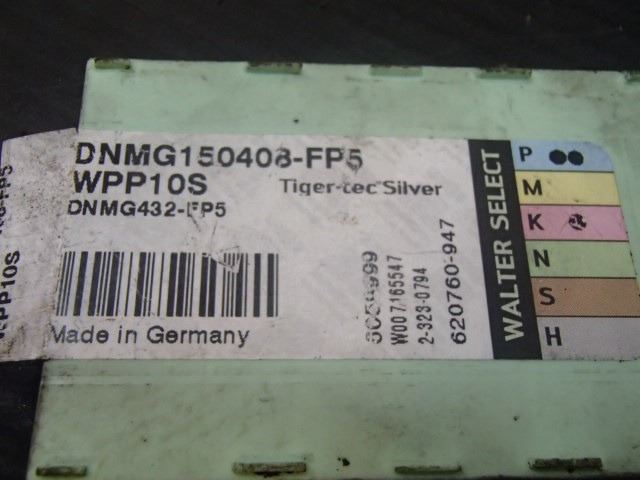 DNMG150408-FP5
WPP10S Tiger-tec Silver
DNMG432-FP5
Made in Germany
W007165547
2-323-0794
620760-947
WALTER SELECT
P
M
K
N
S
H
WPP10S